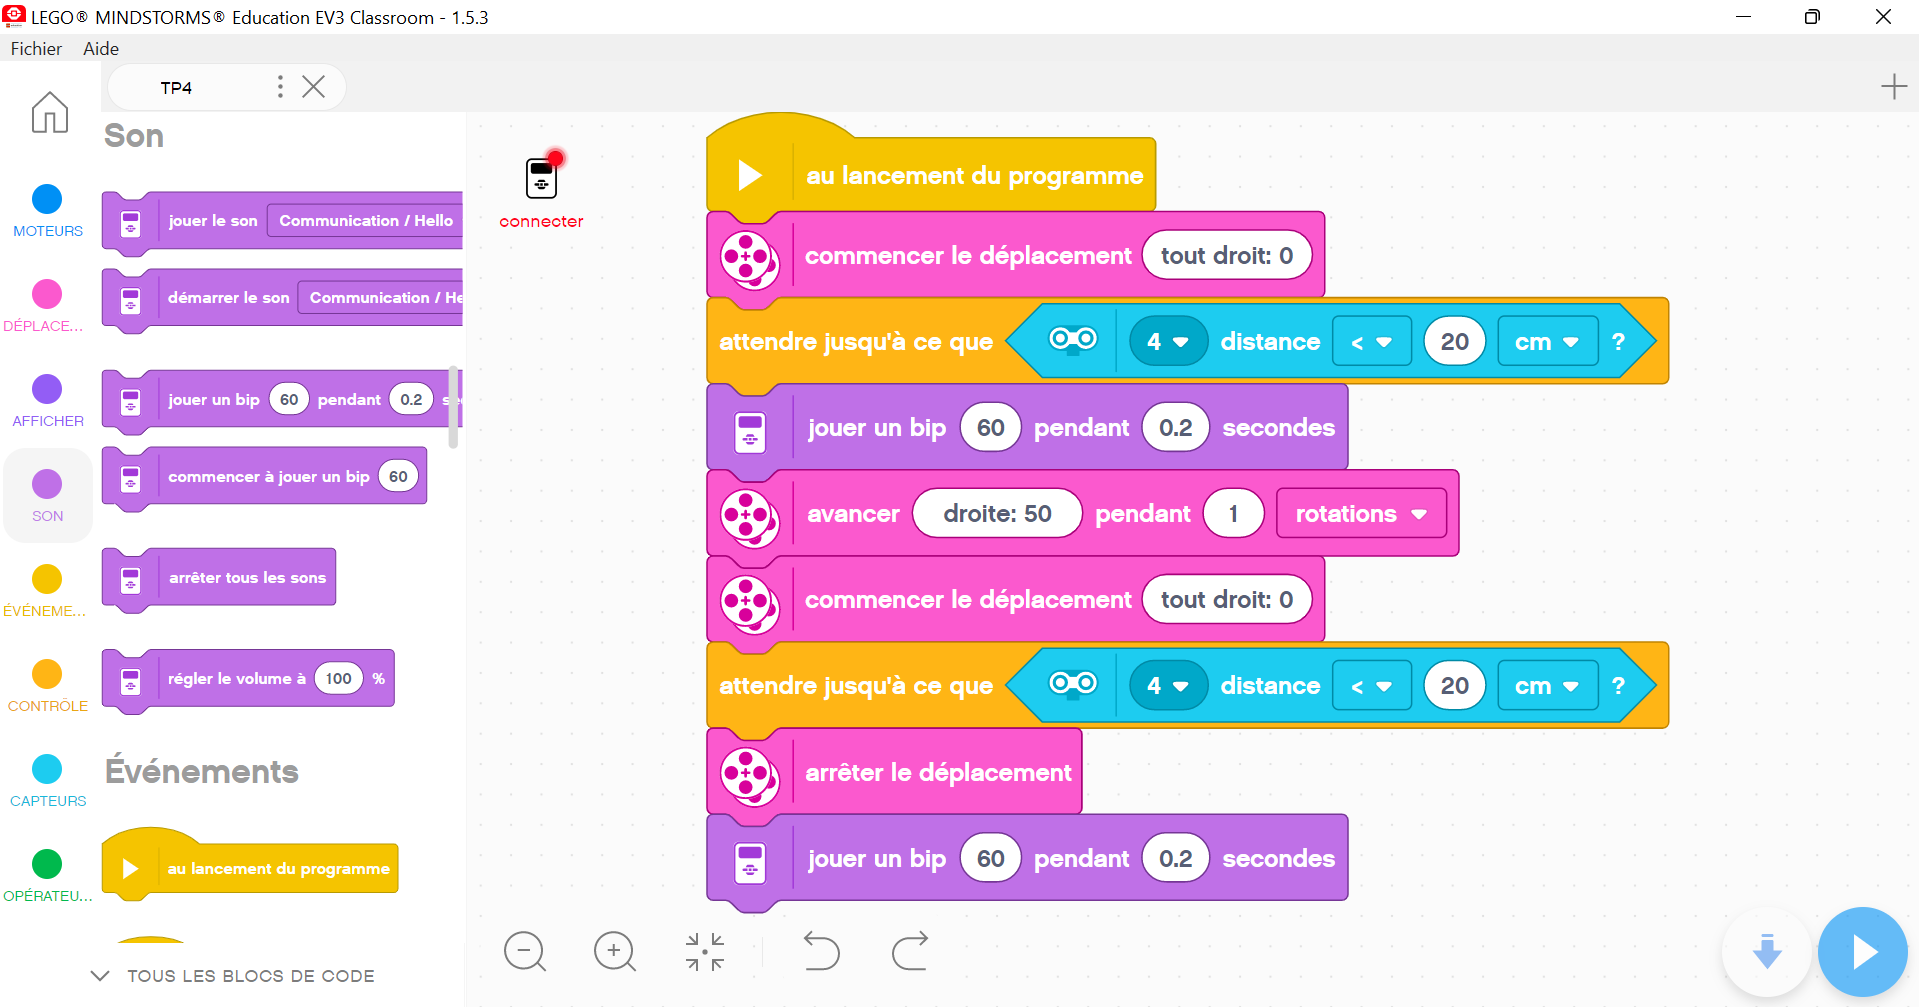 LEGO® MINDSTORMS® Education EV3 Classroom - 1.5.3
Fichier Aide
TP4
Son
MOTEURS
DÉPLACE...
AFFICHER
SON
ÉVÉNEME...
CONTRÔLE
CAPTEURS
OPÉRATEU...
jouer le son Communication / Hello
démarrer le son Communication / He
jouer un bip 60 pendant 0.2 se
commencer à jouer un bip 60
arrêter tous les sons
régler le volume à 100 %
Événements
au lancement du programme
TOUS LES BLOCS DE CODE
connecter
au lancement du programme
commencer le déplacement tout droit: 0
attendre jusqu'à ce que 4 distance < 20 cm ?
jouer un bip 60 pendant 0.2 secondes
avancer droite: 50 pendant 1 rotations
commencer le déplacement tout droit: 0
attendre jusqu'à ce que 4 distance < 20 cm ?
arrêter le déplacement
jouer un bip 60 pendant 0.2 secondes